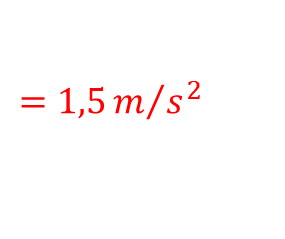 = 1,5 m/s²